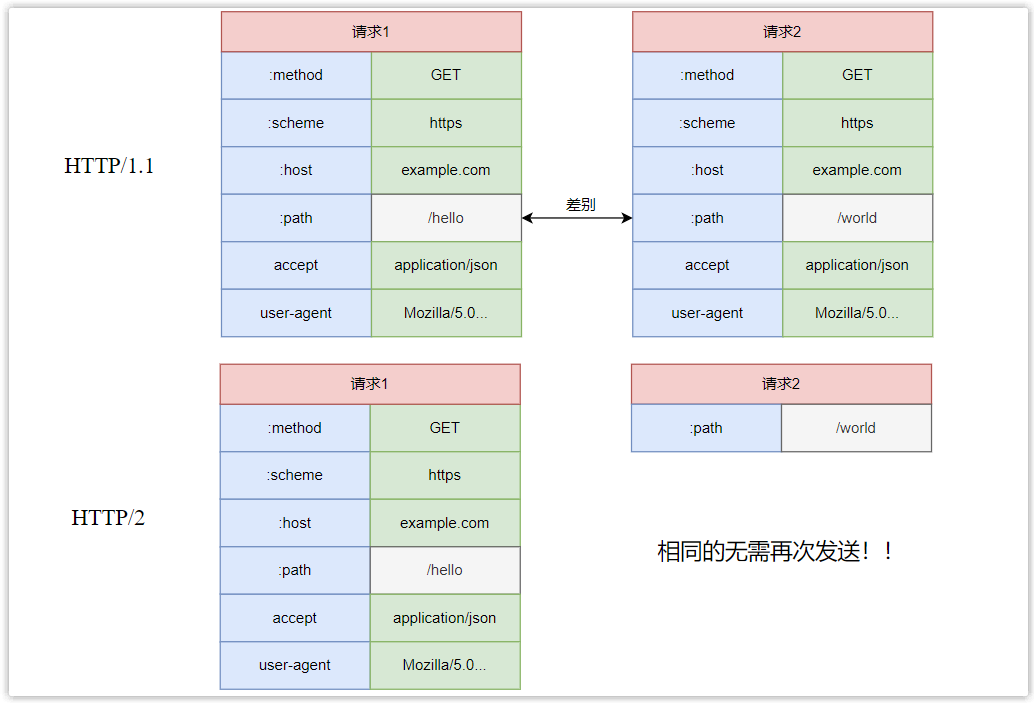 请求1
:method GET
:scheme https
:host example.com
:path /hello
accept application/json
user-agent Mozilla/5.0...
HTTP/1.1
差别
请求2
:method GET
:scheme https
:host example.com
:path /world
accept application/json
user-agent Mozilla/5.0...
请求1
:method GET
:scheme https
:host example.com
:path /hello
accept application/json
user-agent Mozilla/5.0...
HTTP/2
请求2
:path /world
相同的无需再次发送！！